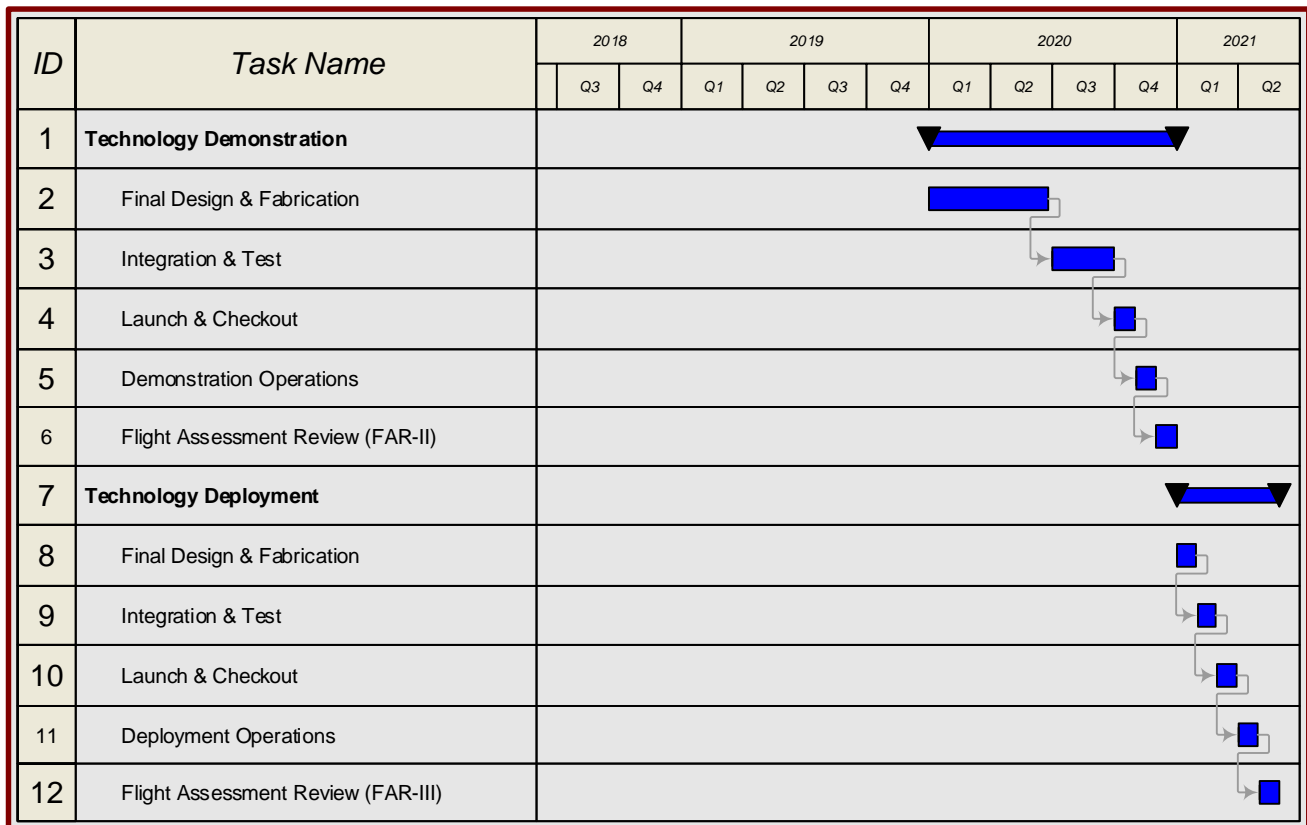 ID Task Name 2018 2019 2020 2021
Q3 Q4 Q1 Q2 Q3 Q4 Q1 Q2 Q3 Q4 Q1 Q2
1 Technology Demonstration
2 Final Design & Fabrication
3 Integration & Test
4 Launch & Checkout
5 Demonstration Operations
6 Flight Assessment Review (FAR-II)
7 Technology Deployment
8 Final Design & Fabrication
9 Integration & Test
10 Launch & Checkout
11 Deployment Operations
12 Flight Assessment Review (FAR-III)